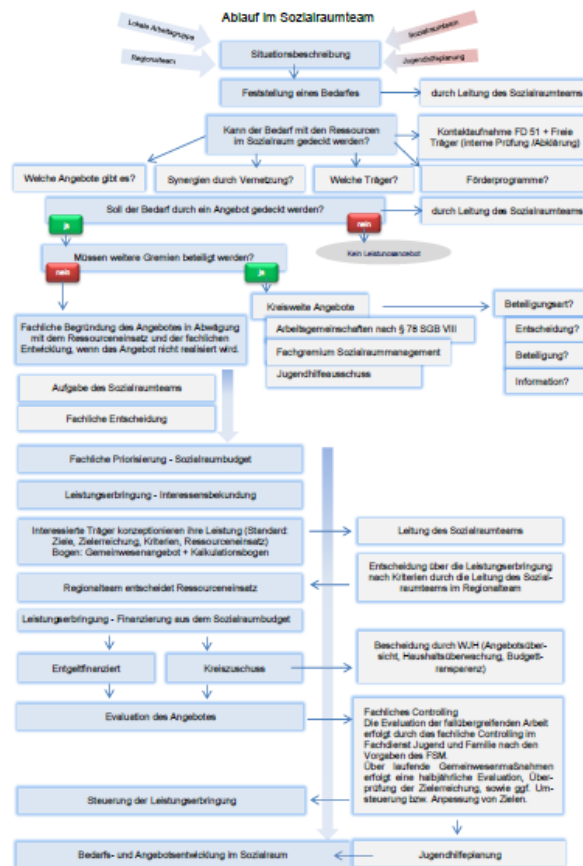 Ablauf im Sozialraumteam
Lokale Arbeitsgruppe
Sozialraumteam
Regionalteam
Jugendhilfeplanung
Situationsbeschreibung
Feststellung eines Bedarfes
durch Leitung des Sozialraumteams
Kann der Bedarf mit den Ressourcen
im Sozialraum gedeckt werden?
Kontaktaufnahme FD 51 + Freie
Träger (interne Prüfung /Abklärung)
Welche Angebote gibt es?
Synergien durch Vernetzung?
Welche Träger?
Förderprogramme?
Soll der Bedarf durch ein Angebot gedeckt werden?
durch Leitung des Sozialraumteams
ja
nein
Kein Leistungsangebot
Müssen weitere Gremien beteiligt werden?
nein
ja
Kreisweite Angebote
Beteiligungsart?
Fachliche Begründung des Angebotes in Abwägung
mit dem Ressourceneinsatz und der fachlichen
Entwicklung, wenn das Angebot nicht realisiert wird.
Arbeitsgemeinschaften nach § 78 SGB VIII
Entscheidung?
Fachgremium Sozialraummanagement
Beteiligung?
Jugendhilfeausschuss
Information?
Aufgabe des Sozialraumteams
Fachliche Entscheidung
Fachliche Priorisierung - Sozialraumbudget
Leistungserbringung - Interessensbekundung
Interessierte Träger konzeptionieren ihre Leistung (Standard:
Ziele, Zielerreichung, Kriterien, Ressourceneinsatz)
Bogen: Gemeinwesenangebot + Kalkulationsbogen
Leitung des Sozialraumteams
Regionalteam entscheidet Ressourceneinsatz
Entscheidung über die Leistungserbringung
nach Kriterien durch die Leitung des Sozial-
raumteams im Regionalteam
Leistungserbringung - Finanzierung aus dem Sozialraumbudget
Entgeltfinanziert
Kreiszuschuss
Bescheidung durch WJH (Angebotsüber-
sicht, Haushaltsüberwachung, Budgett-
ransparenz)
Evaluation des Angebotes
Fachliches Controlling
Die Evaluation der fallübergreifenden Arbeit
erfolgt durch das fachliche Controlling im
Fachdienst Jugend und Familie nach den
Vorgaben des FSM.
Über laufende Gemeinwesenmaßnahmen
erfolgt eine halbjährliche Evaluation, Über-
prüfung der Zielerreichung, sowie ggf. Um-
steuerung bzw. Anpassung von Zielen.
Steuerung der Leistungserbringung
Bedarfs- und Angebotsentwicklung im Sozialraum
Jugendhilfeplanung